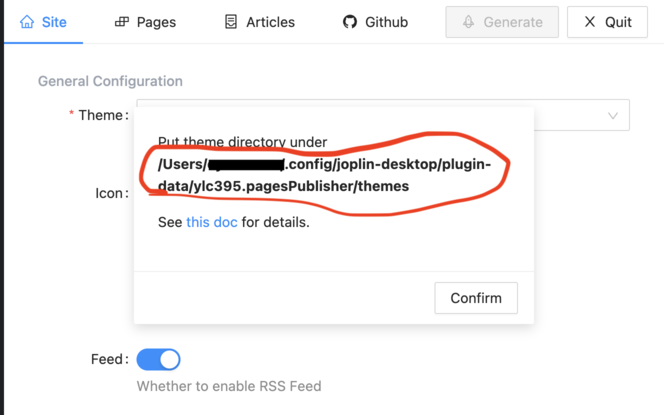 Site Pages Articles Github Generate Quit
General Configuration
* Theme:
Put theme directory under
/Users/ .config/joplin-desktop/plugin-
data/ylc395.pagesPublisher/themes
Icon:
See this doc for details.
Confirm
Feed:
Whether to enable RSS Feed